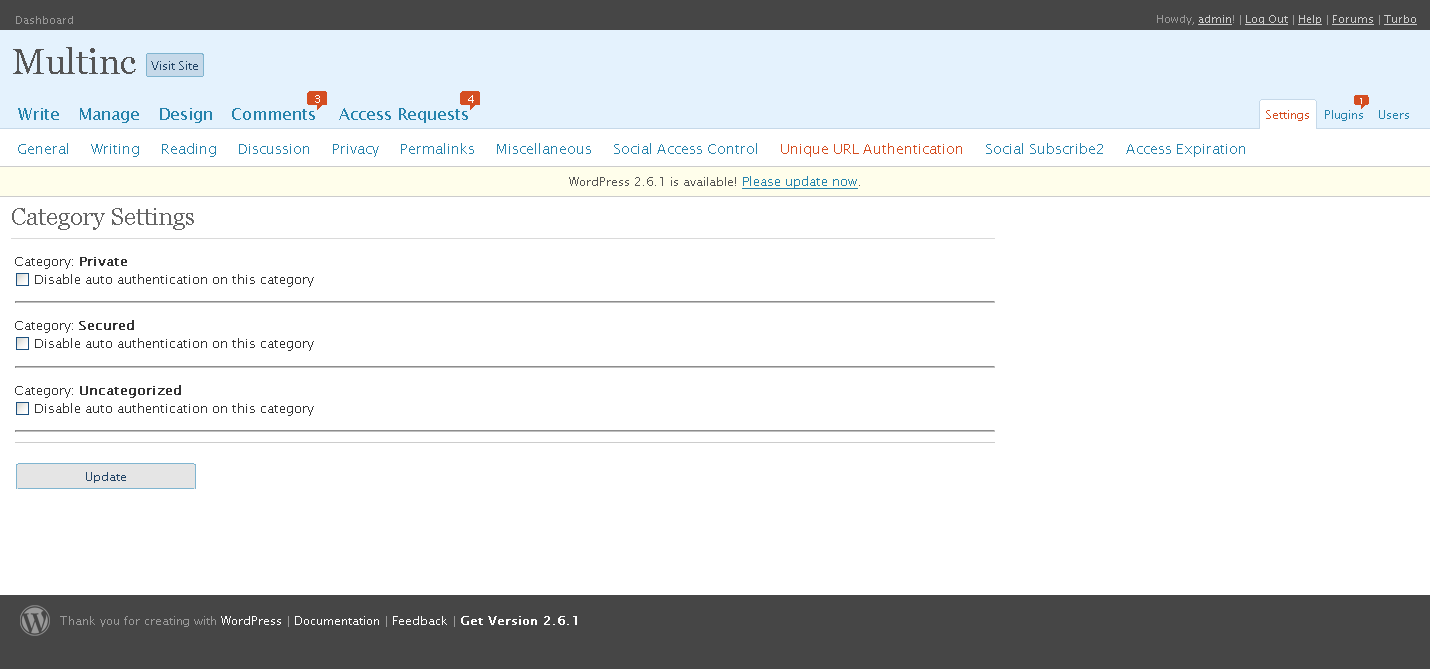 Dashboard
Howdy, admin! | Log Out | Help | Forums | Turbo
Multinc Visit Site
Write Manage Design Comments 3 Access Requests 4
Settings Plugins 1 Users
General Writing Reading Discussion Privacy Permalinks Miscellaneous Social Access Control Unique URL Authentication Social Subscribe2 Access Expiration
WordPress 2.6.1 is available! Please update now.
Category Settings
Category: Private
Disable auto authentication on this category
Category: Secured
Disable auto authentication on this category
Category: Uncategorized
Disable auto authentication on this category
Update
Thank you for creating with WordPress | Documentation | Feedback | Get Version 2.6.1